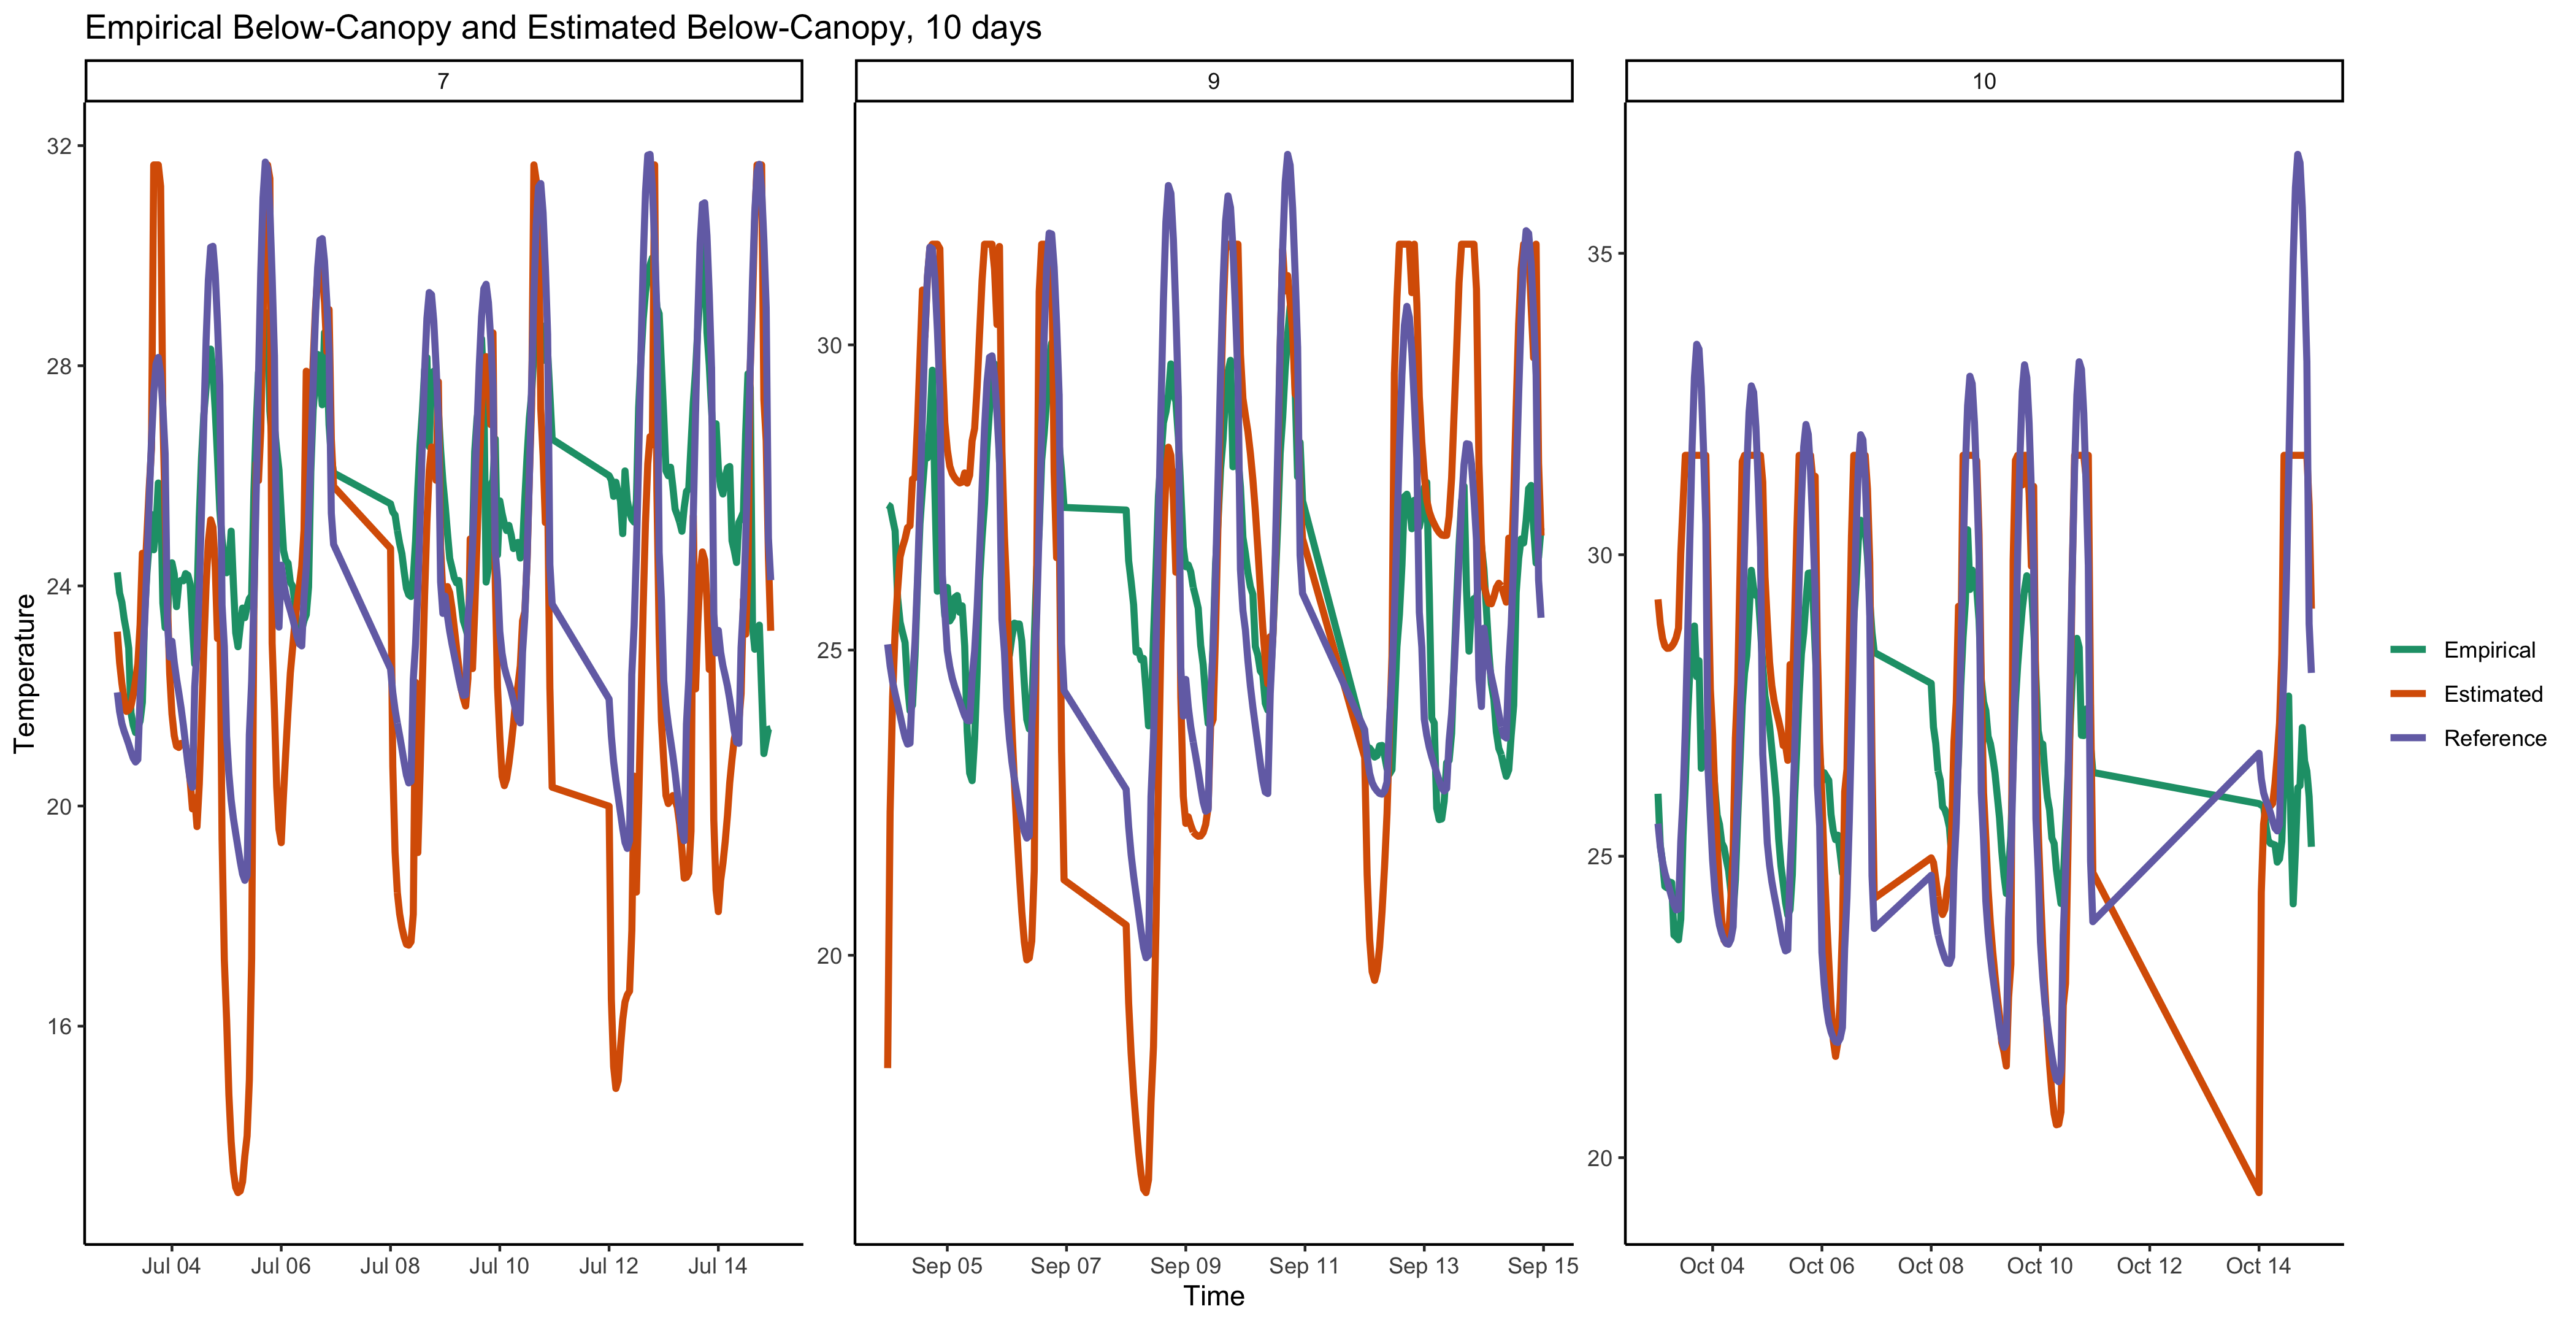 Empirical Below-Canopy and Estimated Below-Canopy, 10 days
7
9
10
32
28
24
20
16
30
25
20
35
30
25
20
Temperature
Jul 04 Jul 06 Jul 08 Jul 10 Jul 12 Jul 14
Sep 05 Sep 07 Sep 09 Sep 11 Sep 13 Sep 15
Oct 04 Oct 06 Oct 08 Oct 10 Oct 12 Oct 14
Time
Empirical
Estimated
Reference